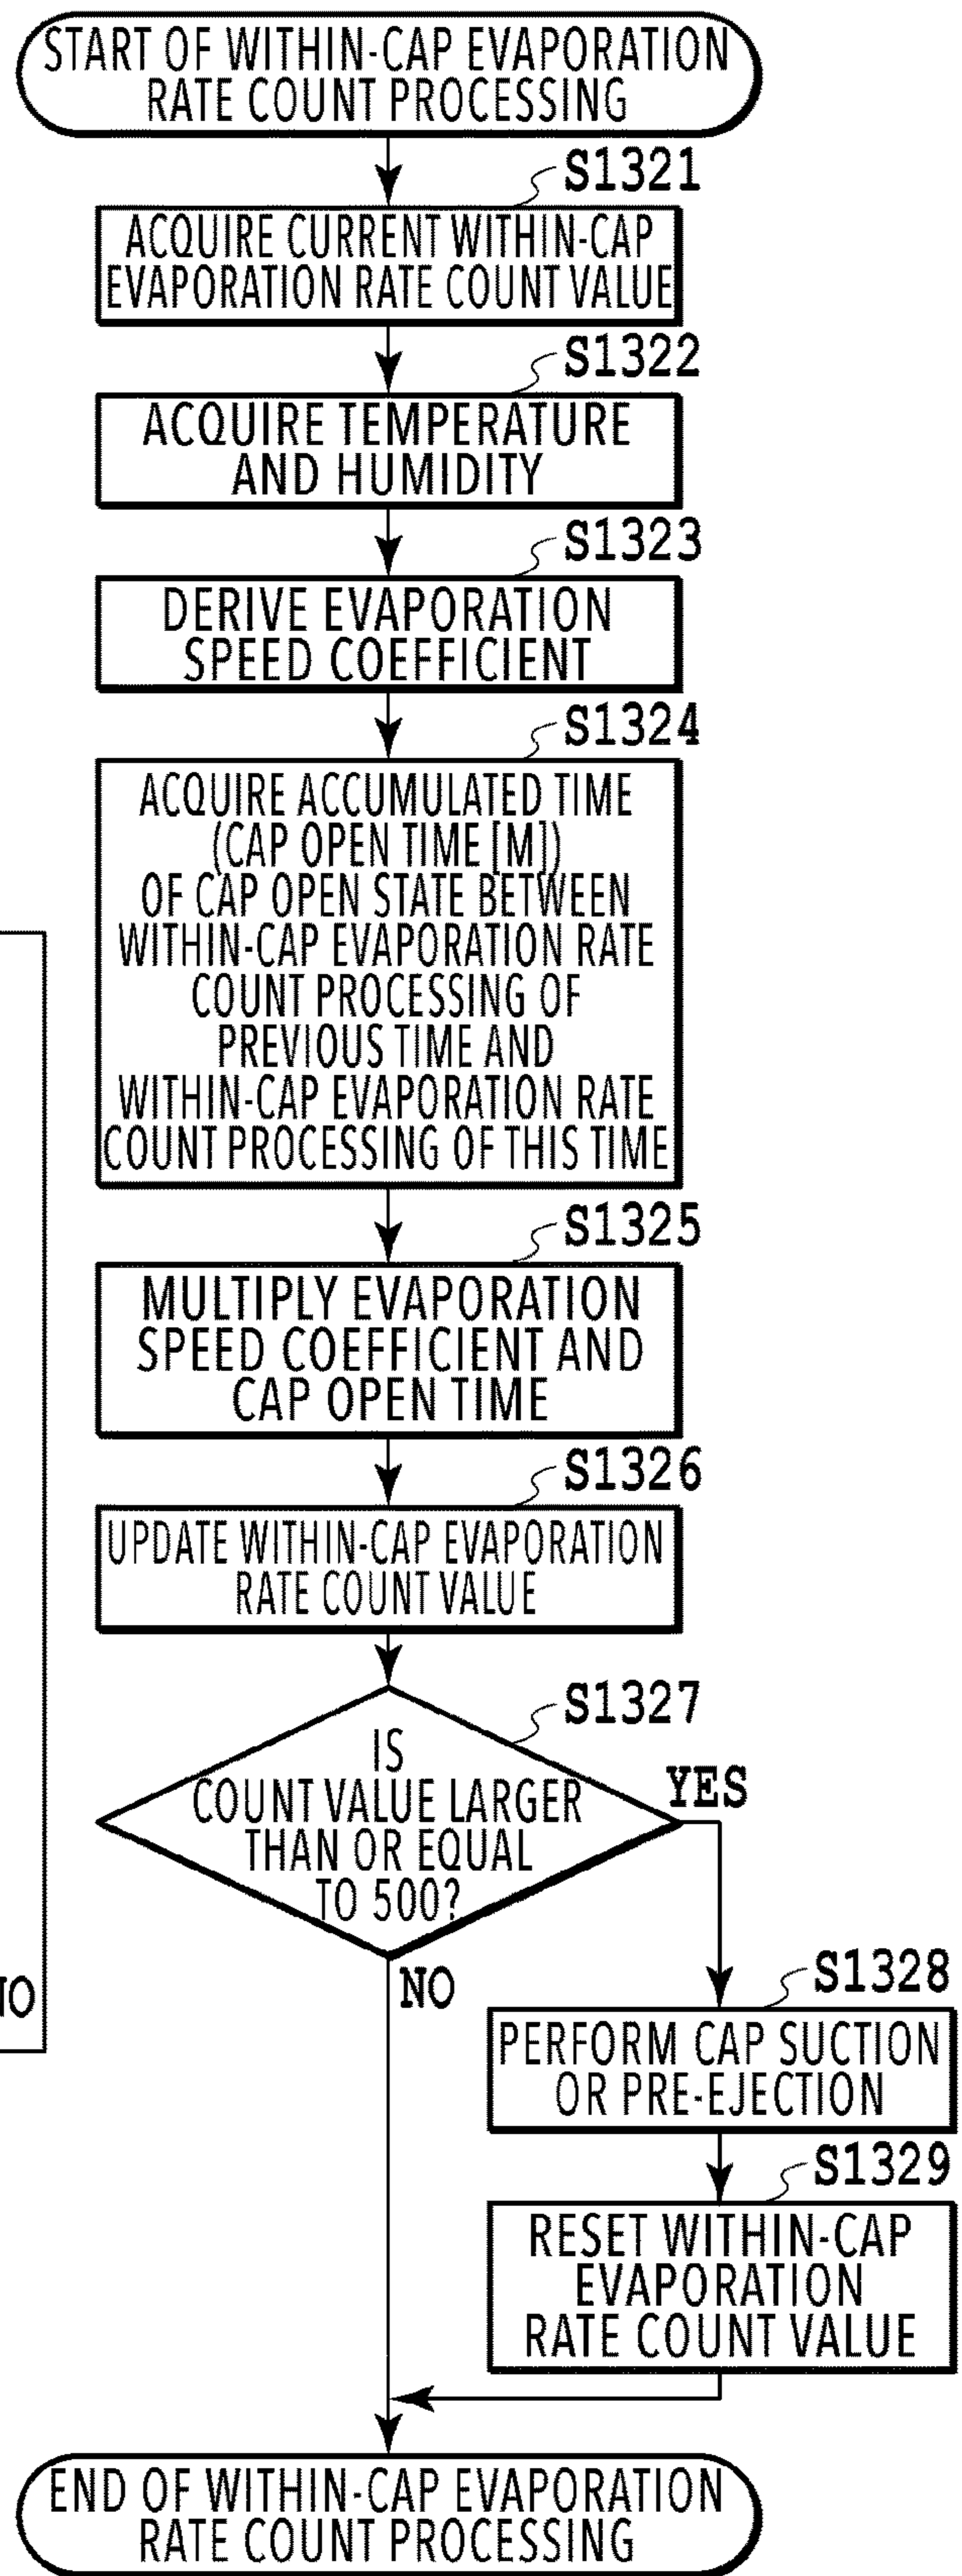 START OF WITHIN-CAP EVAPORATION
RATE COUNT PROCESSING
S1321
ACQUIRE CURRENT WITHIN-CAP
EVAPORATION RATE COUNT VALUE
S1322
ACQUIRE TEMPERATURE
AND HUMIDITY
S1323
DERIVE EVAPORATION
SPEED COEFFICIENT
S1324
ACQUIRE ACCUMULATED TIME
(CAP OPEN TIME [M])
OF CAP OPEN STATE BETWEEN
WITHIN-CAP EVAPORATION RATE
COUNT PROCESSING OF
PREVIOUS TIME AND
WITHIN-CAP EVAPORATION RATE
COUNT PROCESSING OF THIS TIME
S1325
MULTIPLY EVAPORATION
SPEED COEFFICIENT AND
CAP OPEN TIME
S1326
UPDATE WITHIN-CAP EVAPORATION
RATE COUNT VALUE
S1327
IS
COUNT VALUE LARGER
THAN OR EQUAL
TO 500?
YES
NO
NO
S1328
PERFORM CAP SUCTION
OR PRE-EJECTION
S1329
RESET WITHIN-CAP
EVAPORATION
RATE COUNT VALUE
END OF WITHIN-CAP EVAPORATION
RATE COUNT PROCESSING